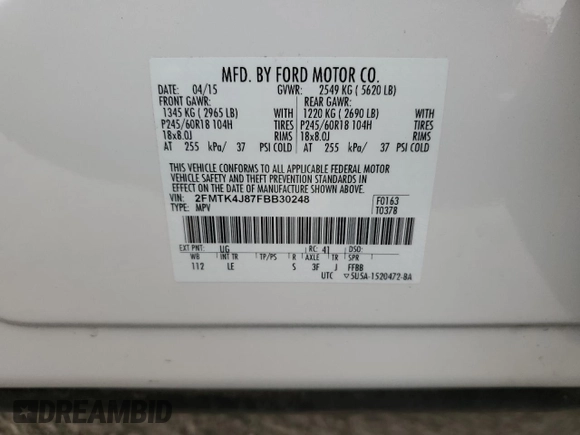 MFD. BY FORD MOTOR CO.
DATE: 04/15 GVWR: 2549 KG ( 5620 LB)
FRONT GAWR: REAR GAWR:
1345 KG ( 2965 LB) WITH 1220 KG ( 2690 LB) WITH
P245/60R18 104H TIRES P245/60R18 104H TIRES
18x8.0J RIMS 18x8.0J RIMS
AT 255 kPa/ 37 PSI COLD AT 255 kPa/ 37 PSI COLD
THIS VEHICLE CONFORMS TO ALL APPLICABLE FEDERAL MOTOR
VEHICLE SAFETY AND THEFT PREVENTION STANDARDS IN
EFFECT ON THE DATE OF MANUFACTURE SHOWN ABOVE.
VIN: 2FMTK4J87FBB30248 F0163
TYPE: MPV T0378
EXT PNT: UG RC: 41 DSO:
WB INT TR TP/PS R AXLE TR SPR
112 LE S 3F J FFBB
UTC ▽5U5A-1520472-BA
DREAMBID